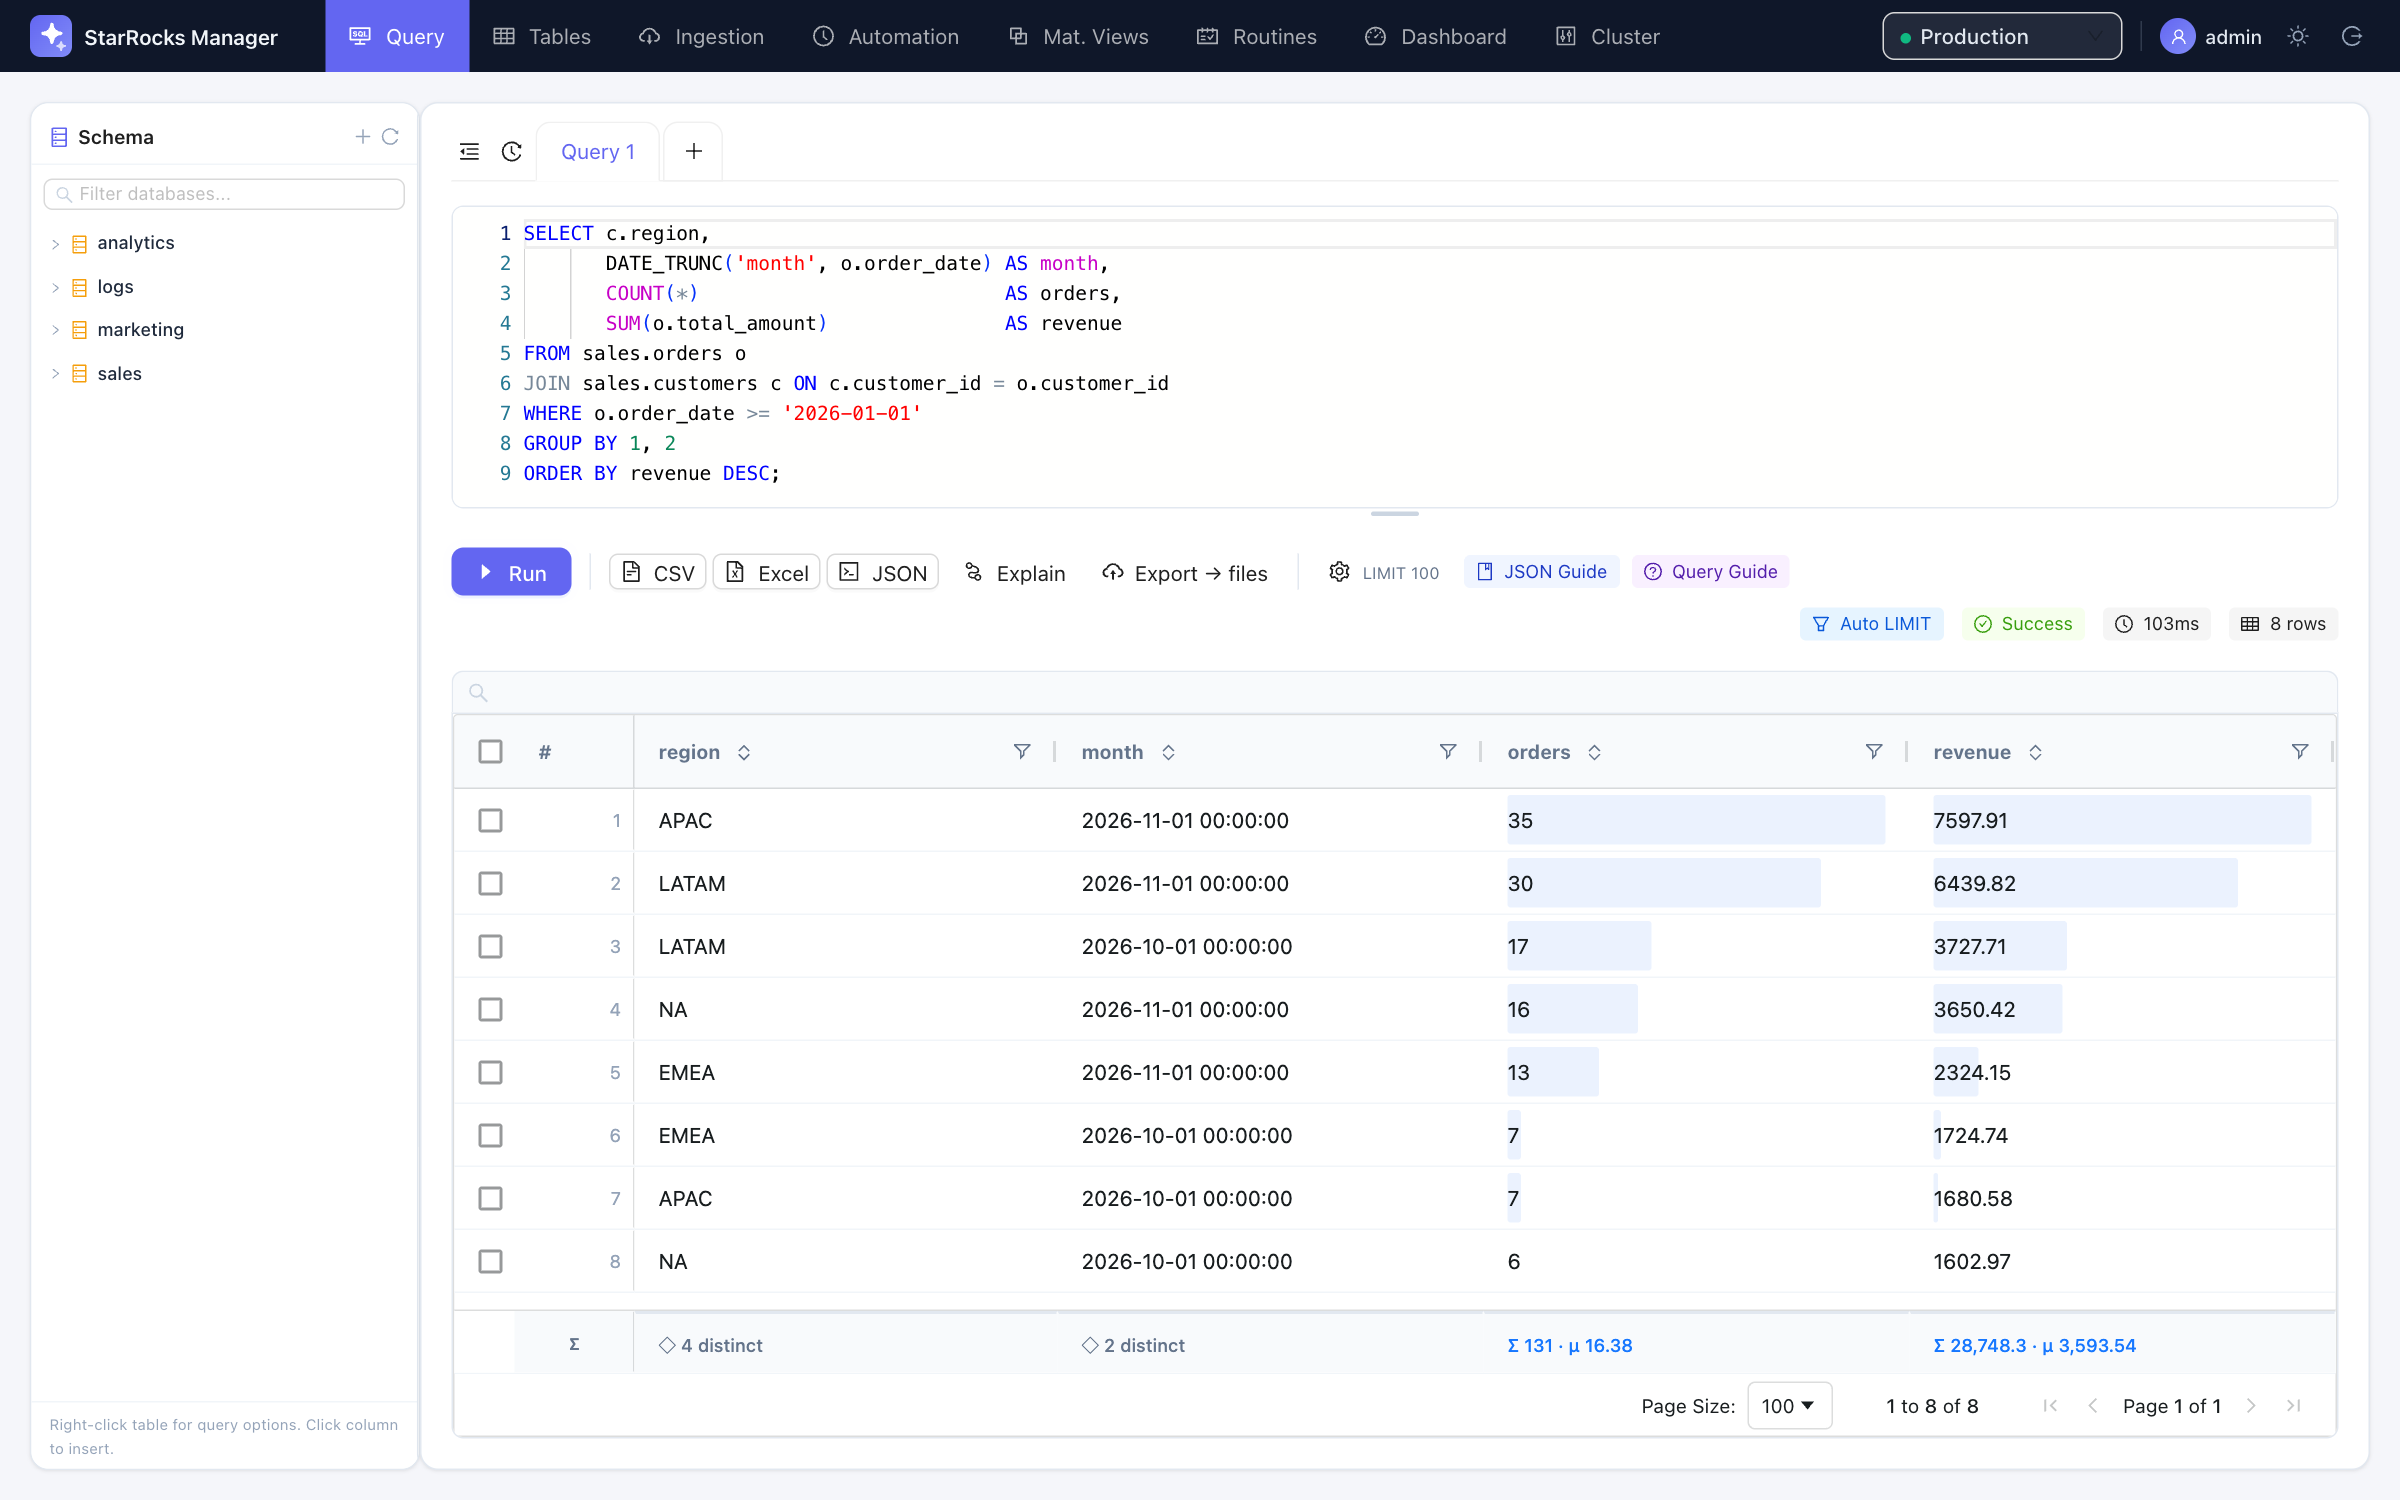 StarRocks Manager
Query
Tables
Ingestion
Automation
Mat. Views
Routines
Dashboard
Cluster
Production
admin
Schema
Filter databases...
analytics
logs
marketing
sales
Right-click table for query options. Click column
to insert.
Query 1
1 SELECT c.region,
2 DATE_TRUNC('month', o.order_date) AS month,
3 COUNT(*) AS orders,
4 SUM(o.total_amount) AS revenue
5 FROM sales.orders o
6 JOIN sales.customers c ON c.customer_id = o.customer_id
7 WHERE o.order_date >= '2026-01-01'
8 GROUP BY 1, 2
9 ORDER BY revenue DESC;
Run
CSV
Excel
JSON
Explain
Export → files
LIMIT 100
JSON Guide
Query Guide
Auto LIMIT
Success
103ms
8 rows
# region month orders revenue
1 APAC 2026-11-01 00:00:00 35 7597.91
2 LATAM 2026-11-01 00:00:00 30 6439.82
3 LATAM 2026-10-01 00:00:00 17 3727.71
4 NA 2026-11-01 00:00:00 16 3650.42
5 EMEA 2026-11-01 00:00:00 13 2324.15
6 EMEA 2026-10-01 00:00:00 7 1724.74
7 APAC 2026-10-01 00:00:00 7 1680.58
8 NA 2026-10-01 00:00:00 6 1602.97
Σ ◇ 4 distinct ◇ 2 distinct Σ 131 · μ 16.38 Σ 28,748.3 · μ 3,593.54
Page Size: 100 1 to 8 of 8 Page 1 of 1